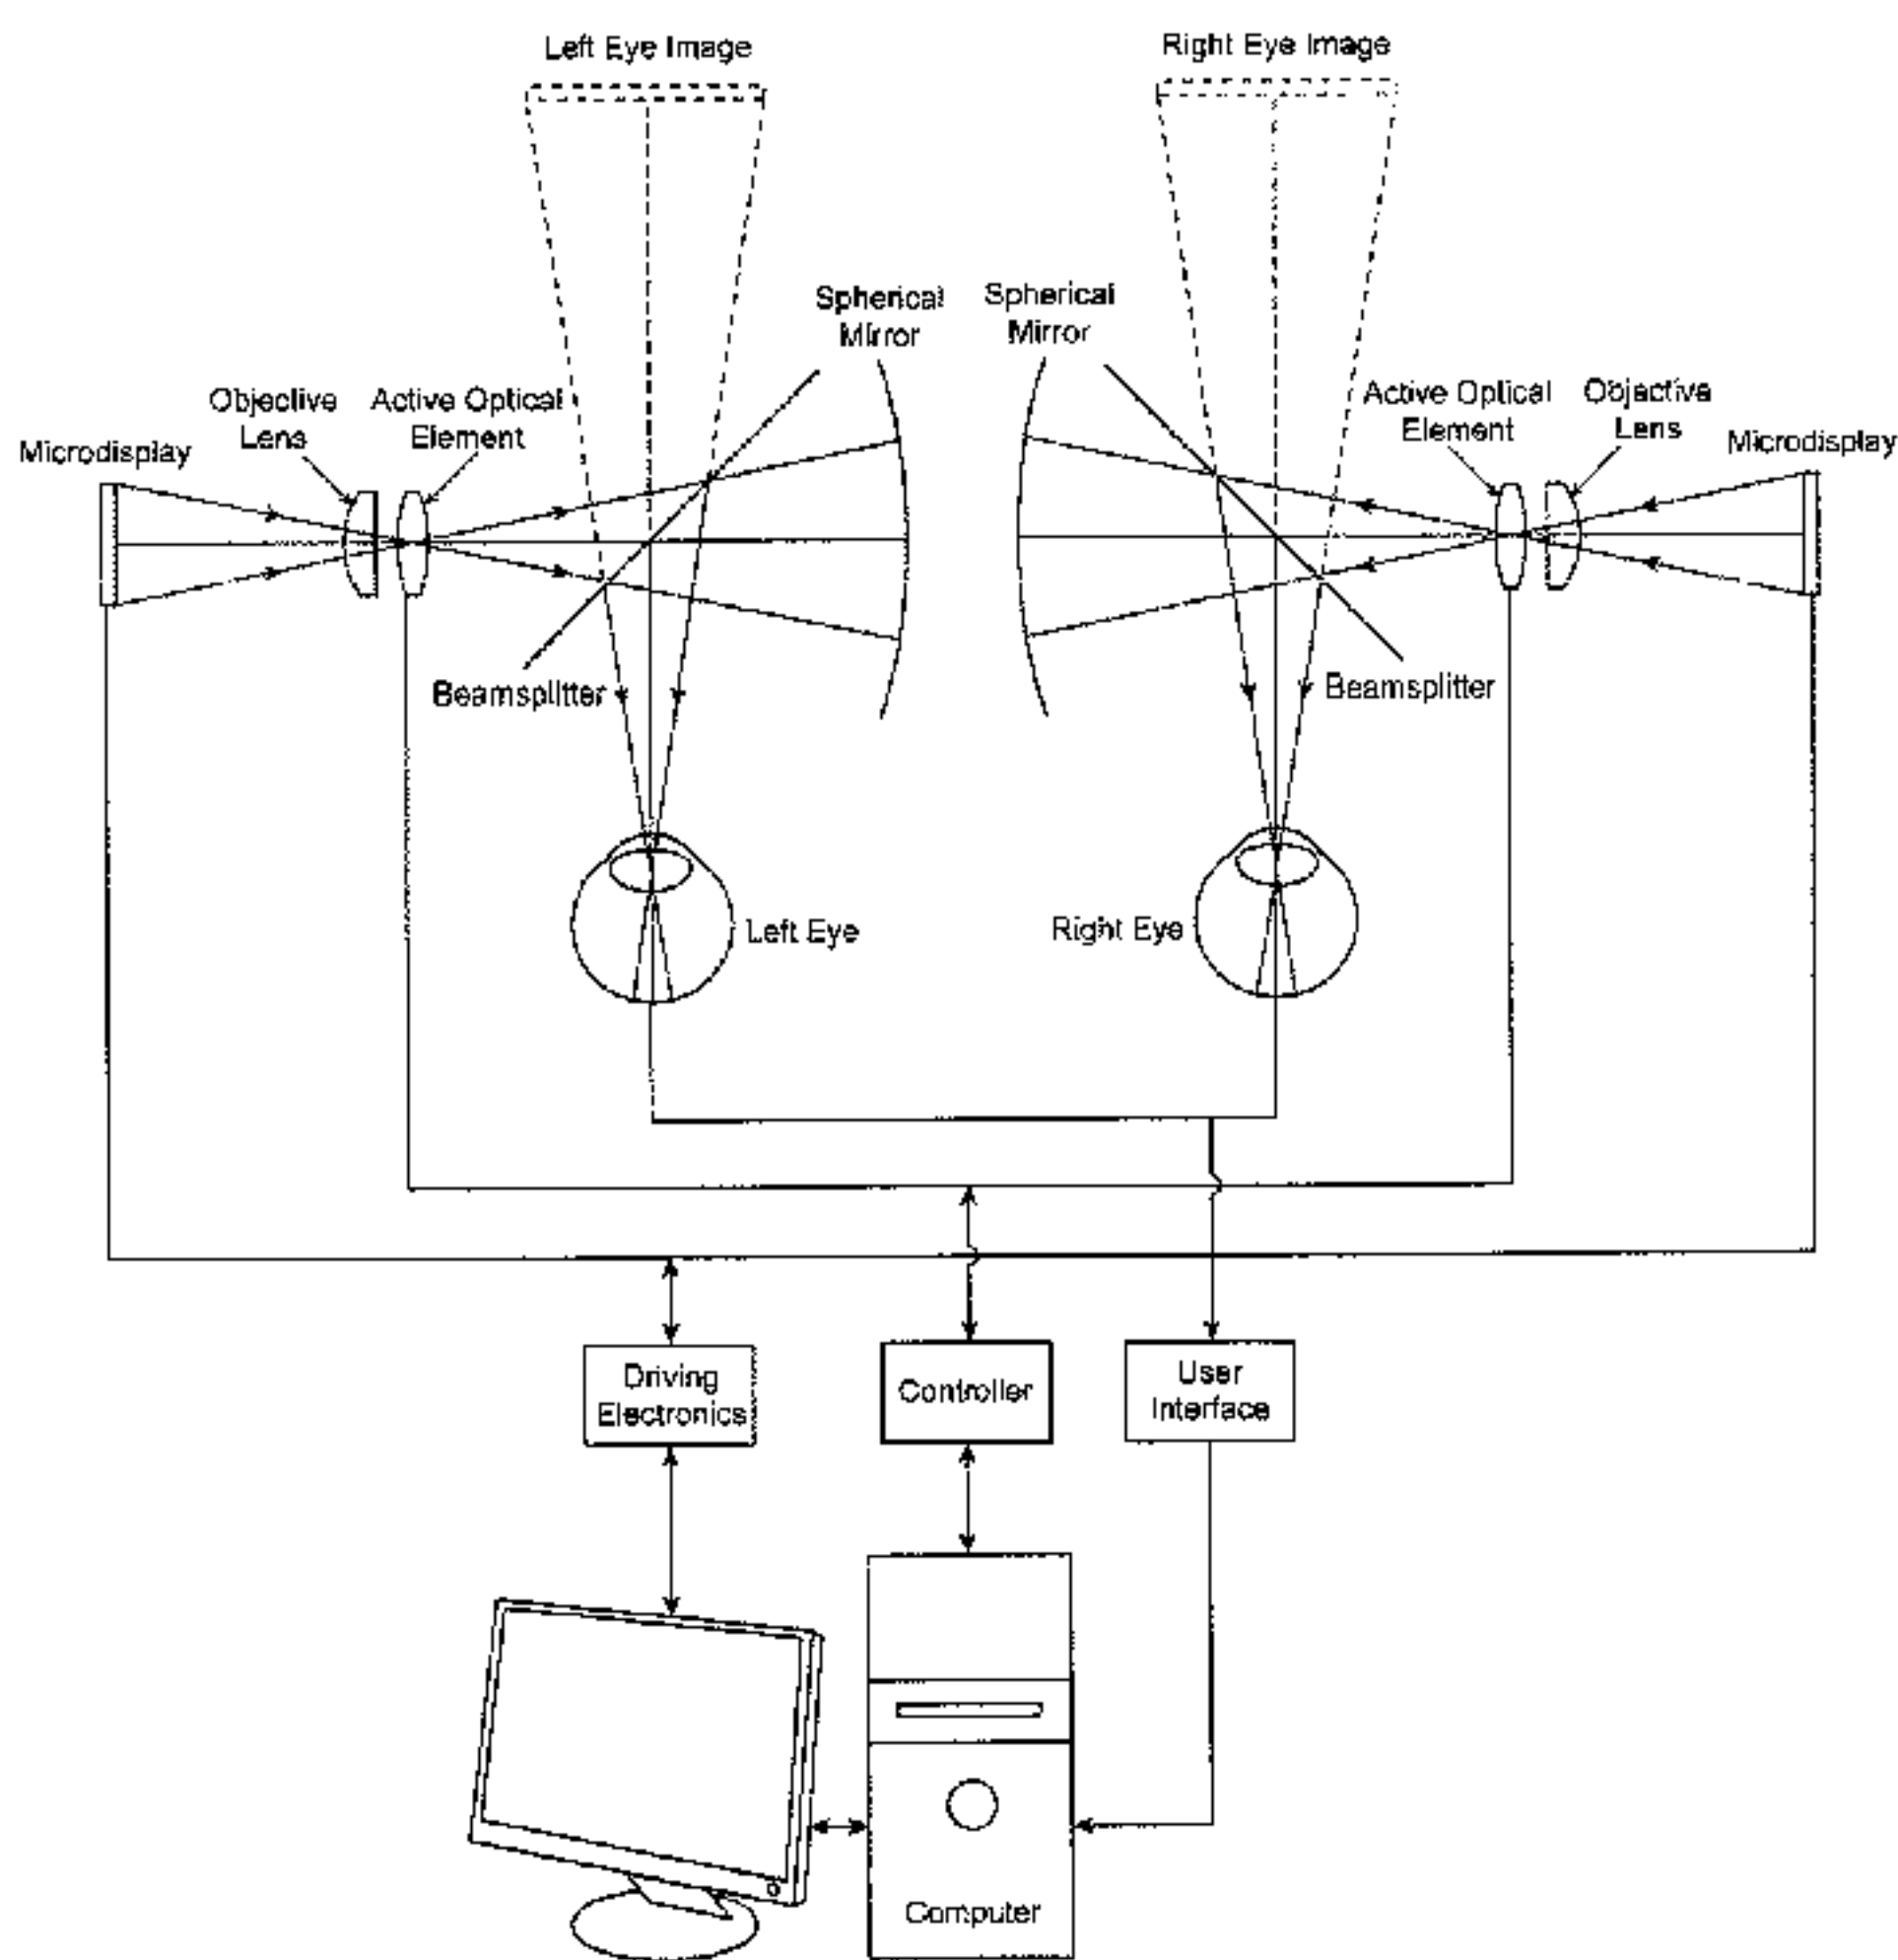 Left Eye Image
Right Eye Image
Spherical
Mirror
Spherical
Mirror
Objective
Lens
Active Optical
Element
Active Optical
Element
Objective
Lens
Microdisplay
Microdisplay
Beamsplitter
Beamsplitter
Left Eye
Right Eye
Driving
Electronics
Controller
User
Interface
Computer